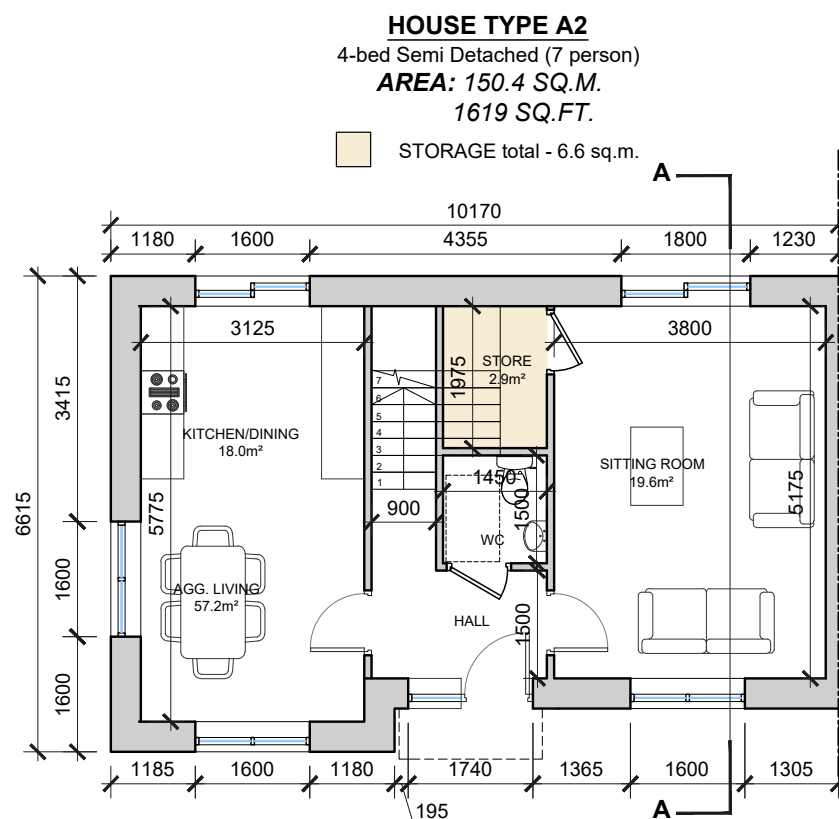 HOUSE TYPE A2
4-bed Semi Detached (7 person)
AREA: 150.4 SQ.M.
1619 SQ.FT.
STORAGE total - 6.6 sq.m.
A
10170
1180 1600 4355 1800 1230
3125 3800
3415
1975
STORE
2.9m²
7
6
5
4
3
2
1
KITCHEN/DINING
18.0m²
SITTING ROOM
19.6m²
6615
5775
5175
1450
900
1500
WC
1600
AGG. LIVING
57.2m²
HALL
1500
1600
1185 1600 1180 1740 1365 1600 1305
195
A